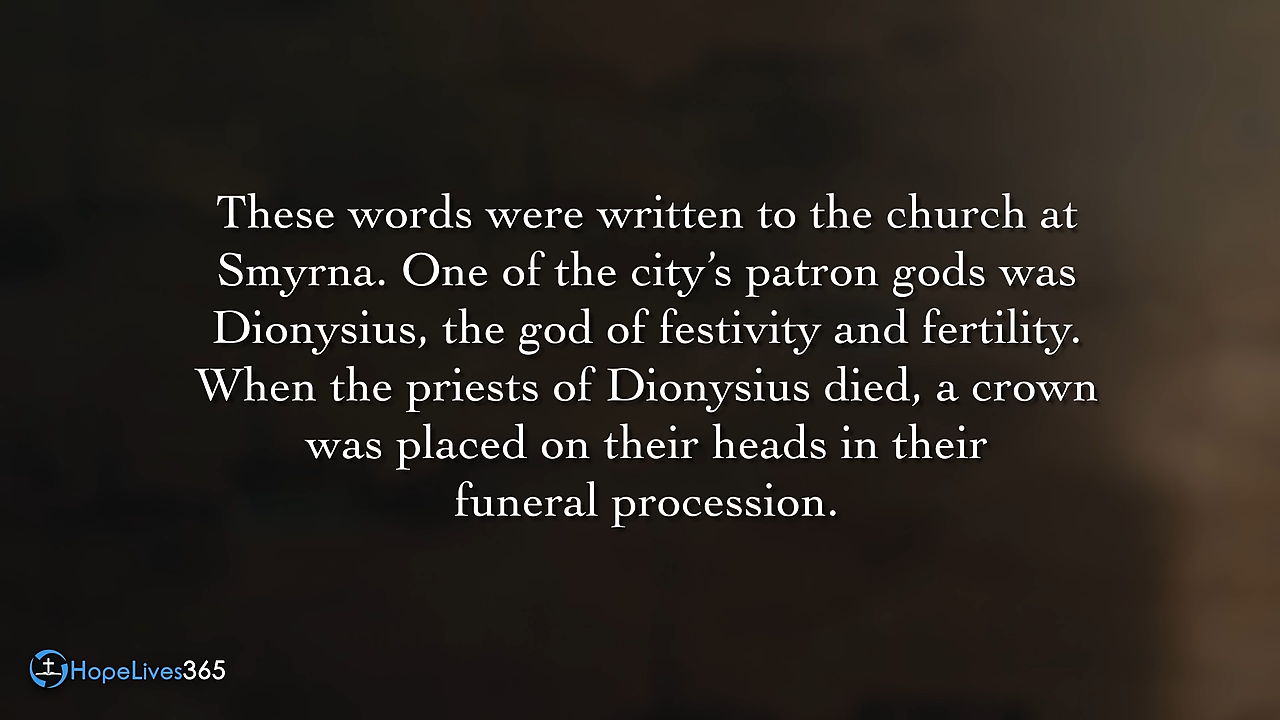 These words were written to the church at
Smyrna. One of the city’s patron gods was
Dionysius, the god of festivity and fertility.
When the priests of Dionysius died, a crown
was placed on their heads in their
funeral procession.
HopeLives365